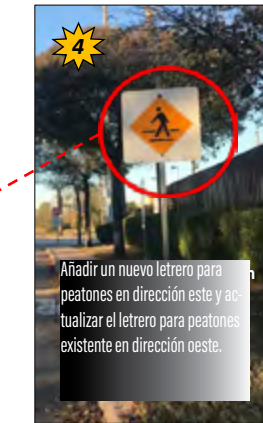 4
Añadir un nuevo letrero para
peatones en dirección este y ac-
tualizar el letrero para peatones
existente en dirección oeste.